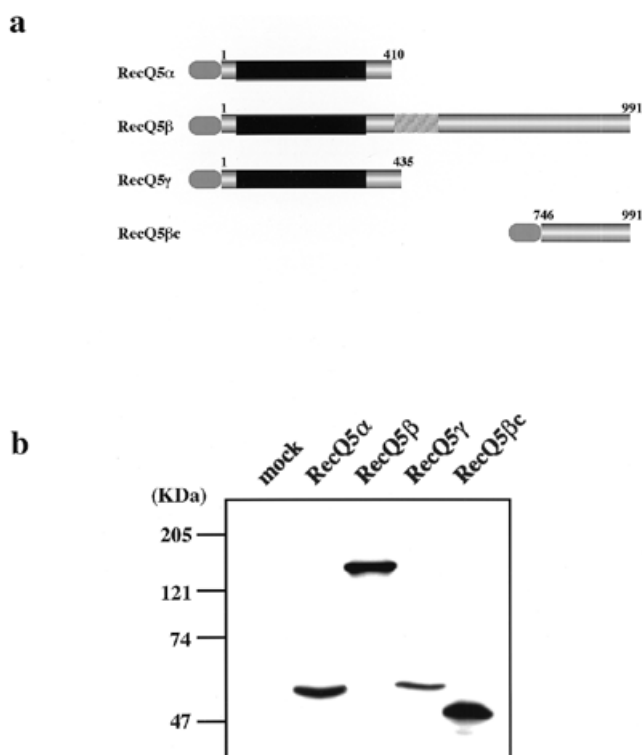 a
1 410
RecQ5α
1 991
RecQ5β
1 435
RecQ5γ
746 991
RecQ5βc
b
mock RecQ5α RecQ5β RecQ5γ RecQ5βc
(KDa)
205
121
74
47